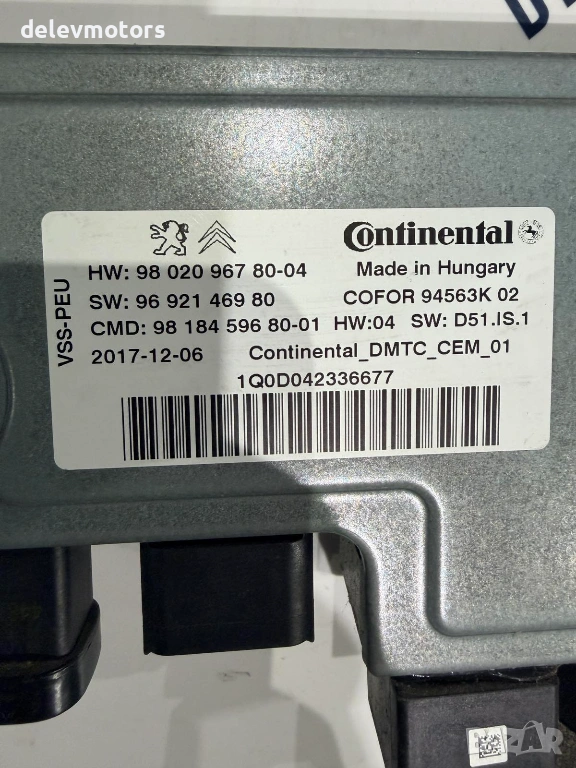 delevmotors
D
Continental
HW: 98 020 967 80-04
Made in Hungary
SW: 96 921 469 80
COFOR 94563K 02
CMD: 98 184 596 80-01 HW:04 SW: D51.IS.1
2017-12-06 Continental_DMTC_CEM_01
1Q0D042336677
VSS-PEU
BAZAR